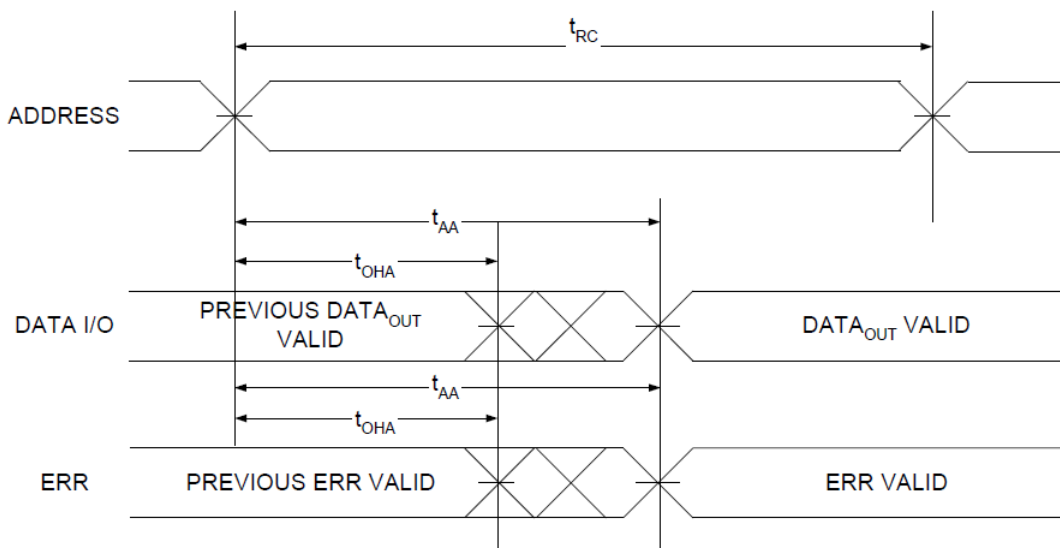 tRC
ADDRESS
tAA
tOHA
DATA I/O
PREVIOUS DATAOUT
VALID
DATAOUT VALID
tAA
tOHA
ERR
PREVIOUS ERR VALID
ERR VALID